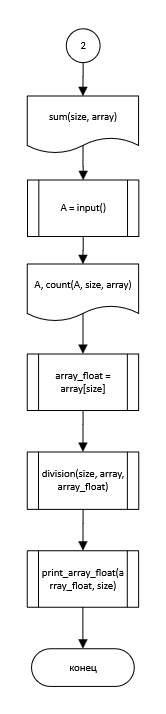 2
sum(size, array)
A = input()
A, count(A, size, array)
array_float =
array[size]
division(size, array,
array_float)
print_array_float(a
rray_float, size)
конец